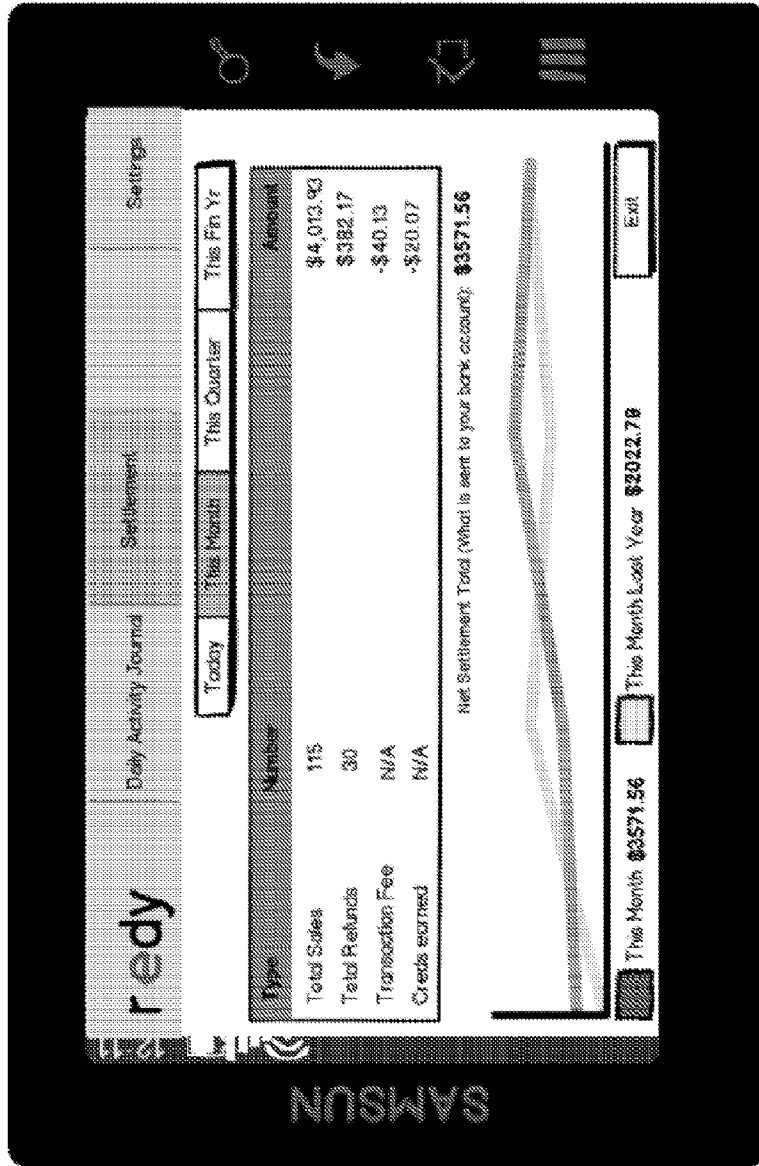 12:11
redy
Daily Activity Journal
Settlement
Settings
Today
This Month
This Quarter
This Fin Yr
Type Number Amount
Total Sales 115 $4,013.93
Total Refunds 30 $382.17
Transaction Fee N/A -$40.13
Creds earned N/A -$20.07
Net Settlement Total (What is sent to your bank account): $3571.56
This Month $3571.56
This Month Last Year $2022.79
Exit
SAMSUN